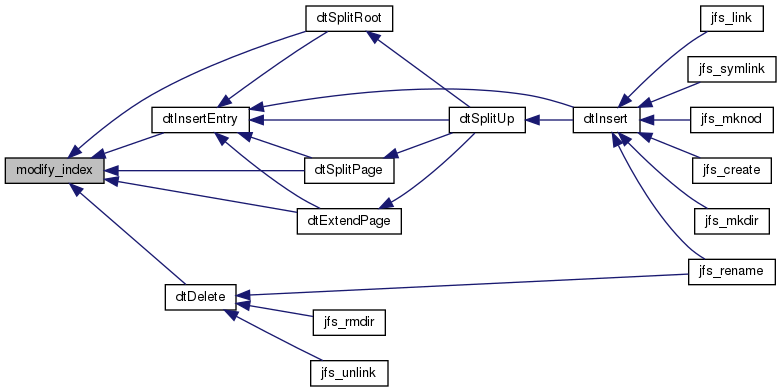 dtSplitRoot
jfs_link
jfs_symlink
dtInsertEntry
dtSplitUp
dtInsert
jfs_mknod
modify_index
dtSplitPage
jfs_create
dtExtendPage
jfs_mkdir
jfs_rename
dtDelete
jfs_rmdir
jfs_unlink